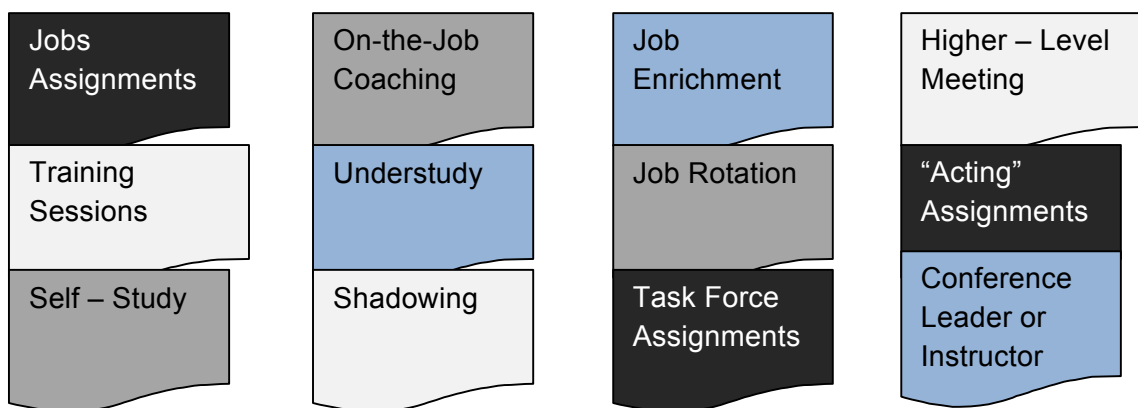 Jobs
Assignments
On-the-Job
Coaching
Job
Enrichment
Higher – Level
Meeting
Training
Sessions
Understudy
Job Rotation
“Acting”
Assignments
Self – Study
Shadowing
Task Force
Assignments
Conference
Leader or
Instructor